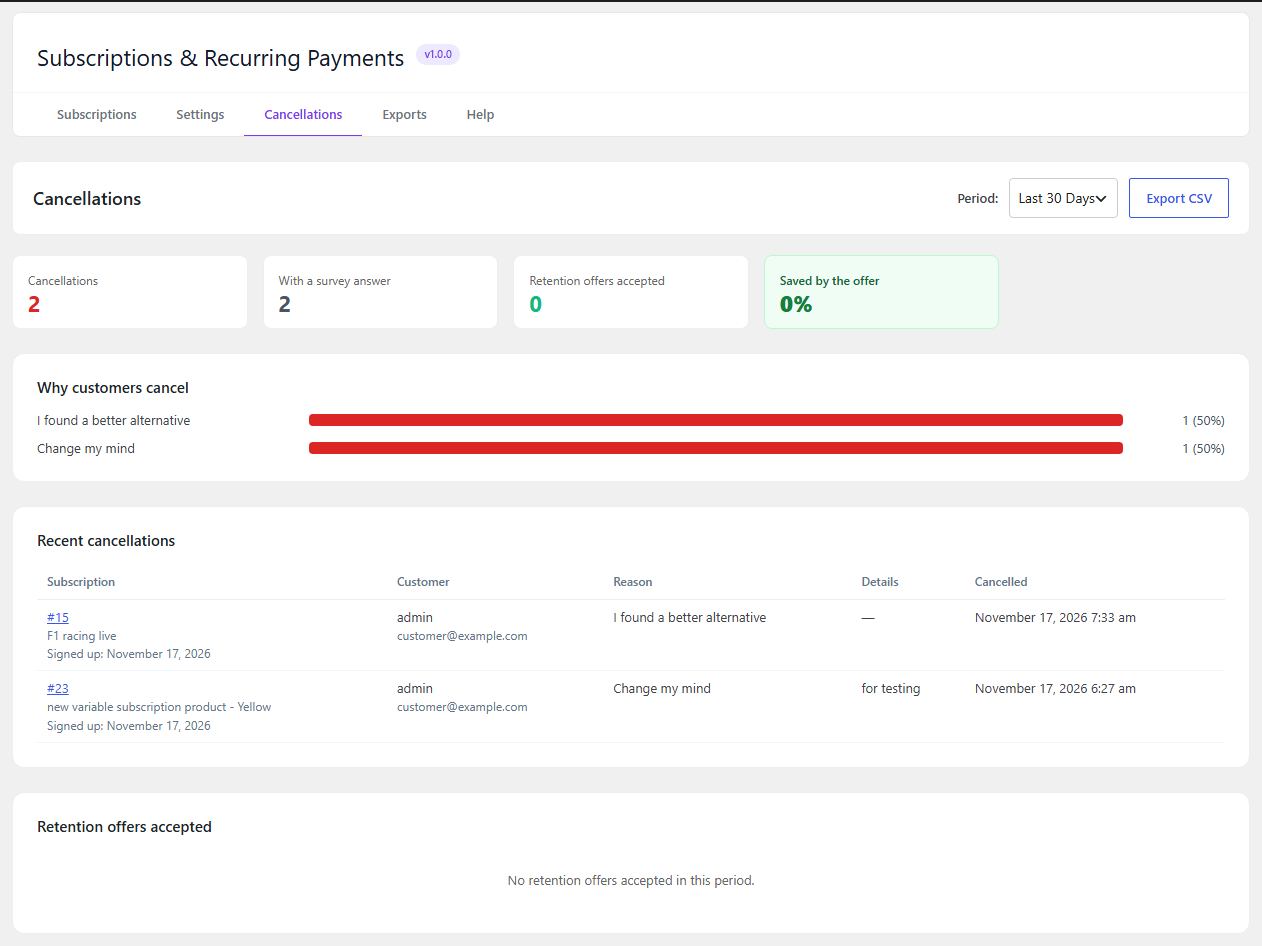 Subscriptions & Recurring Payments v1.0.0
Subscriptions Settings Cancellations Exports Help
Cancellations Period: Last 30 Days Export CSV
Cancellations
2
With a survey answer
2
Retention offers accepted
0
Saved by the offer
0%
Why customers cancel
I found a better alternative 1 (50%)
Change my mind 1 (50%)
Recent cancellations
Subscription Customer Reason Details Cancelled
#15 admin I found a better alternative — November 17, 2026 7:33 am
F1 racing live customer@example.com
Signed up: November 17, 2026
#23 admin Change my mind for testing November 17, 2026 6:27 am
new variable subscription product - Yellow customer@example.com
Signed up: November 17, 2026
Retention offers accepted
No retention offers accepted in this period.